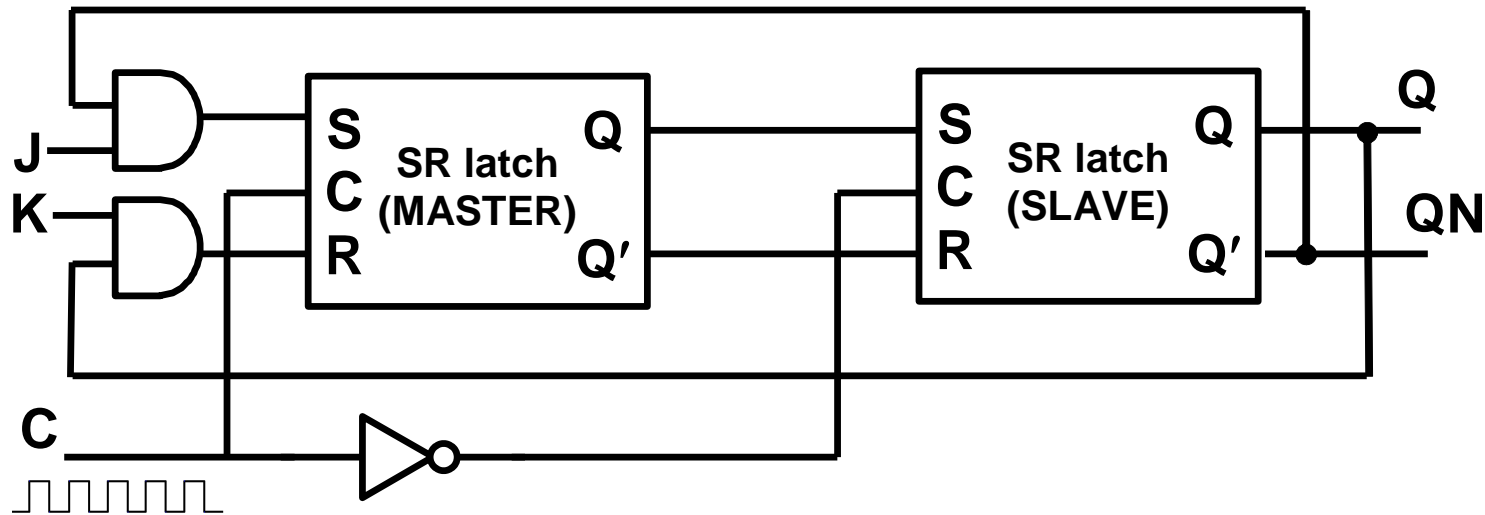 J
K
C
S
C
R
SR latch
(MASTER)
Q
Q′
S
C
R
SR latch
(SLAVE)
Q
Q′
Q
QN